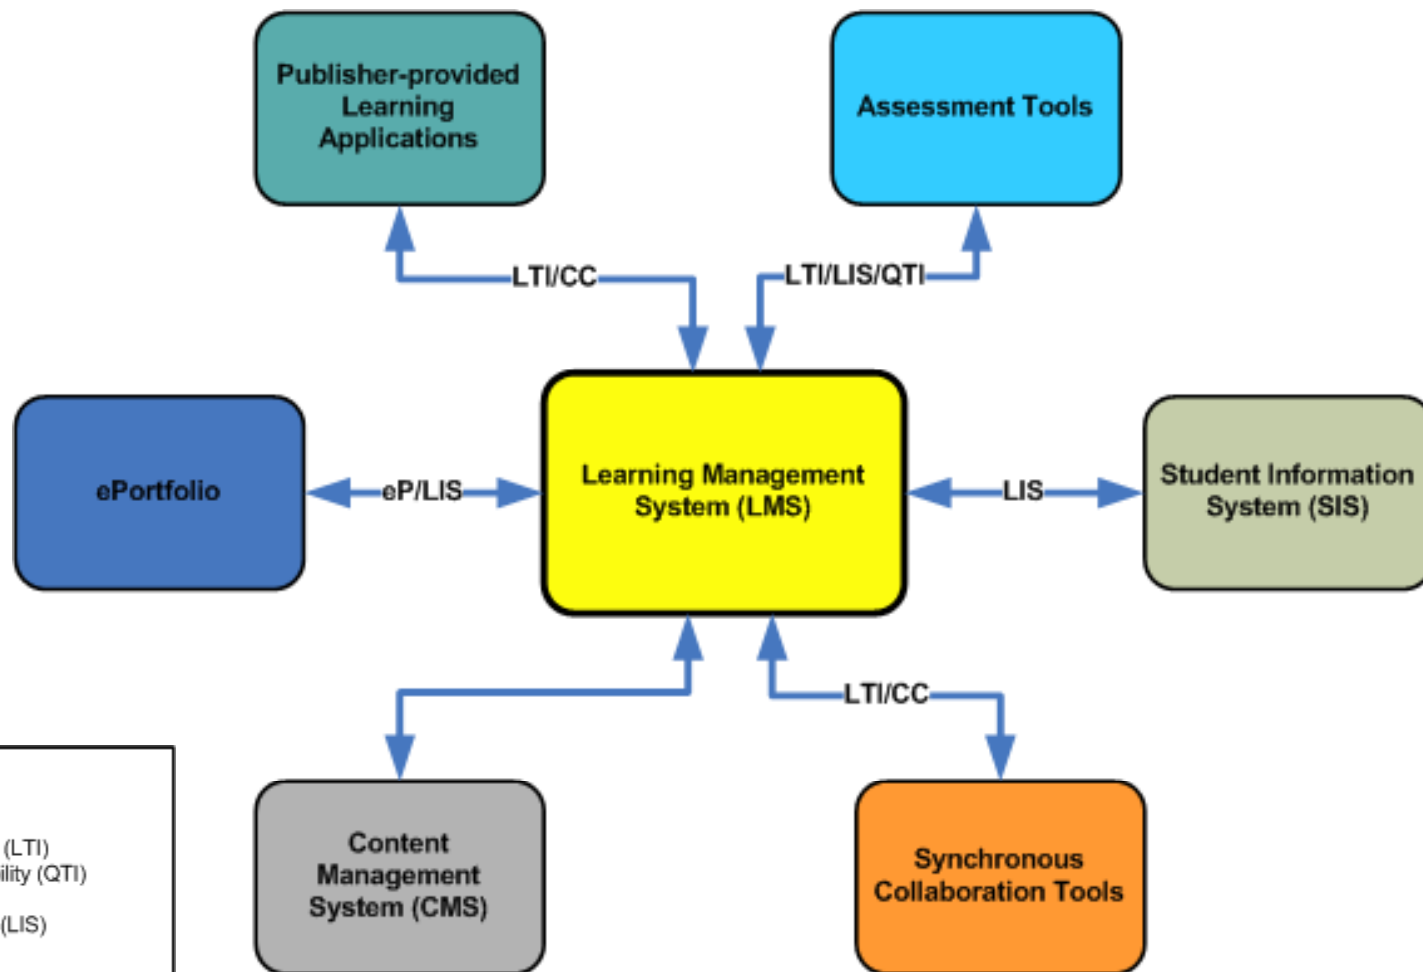 Publisher-provided
Learning
Applications
Assessment Tools
LTI/CC
LTI/LIS/QTI
ePortfolio
eP/LIS
Learning Management
System (LMS)
LIS
Student Information
System (SIS)
LTI/CC
Content
Management
System (CMS)
Synchronous
Collaboration Tools
(LTI)
ility (QTI)
(LIS)